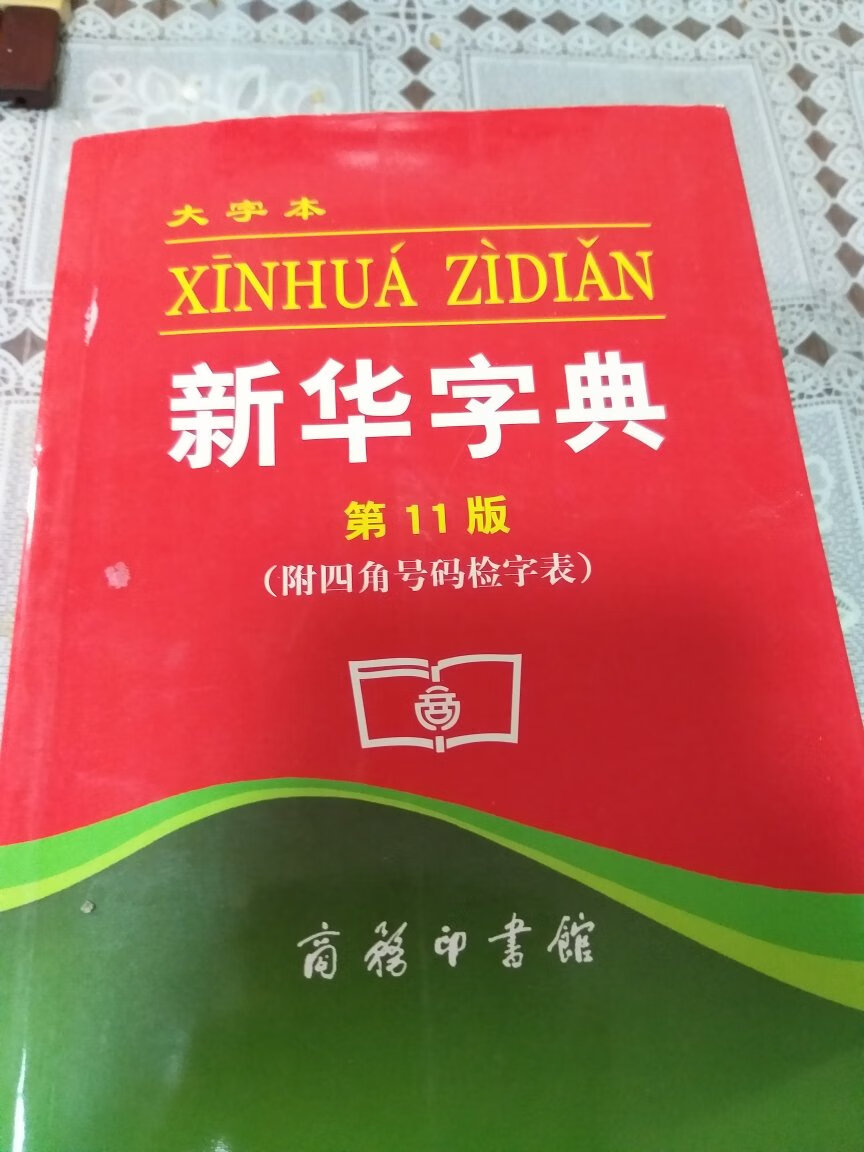 大字本
XĪNHUÁ ZÌDIǍN
新华字典
第11版
（附四角号码检字表）
商務印書館